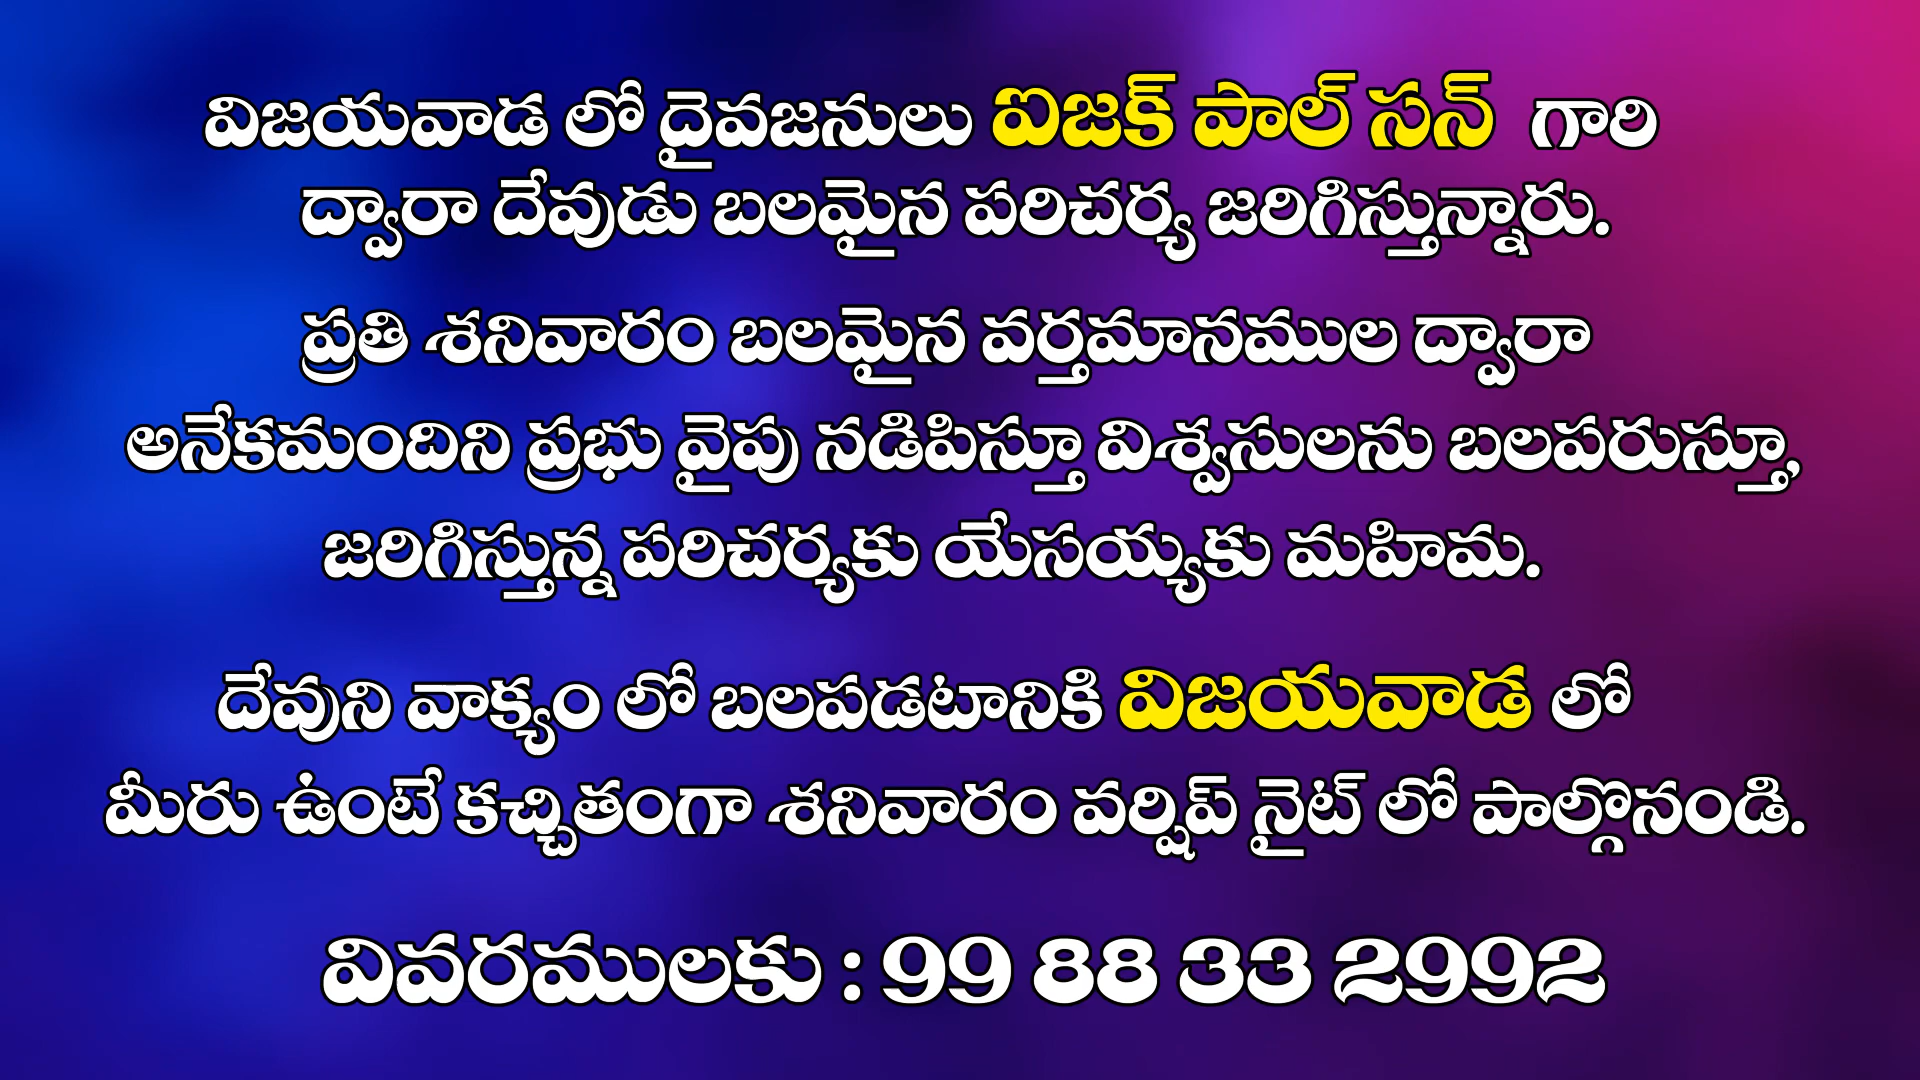 విజయవాడ లో దైవజనులు ఐజక్ పాల్ సన్ గారి
ద్వారా దేవుడు బలమైన పరిచర్య జరిగిస్తున్నారు.
ప్రతి శనివారం బలమైన వర్తమానముల ద్వారా
అనేకమందిని ప్రభు వైపు నడిపిస్తూ విశ్వసులను బలపరుస్తూ,
జరిగిస్తున్న పరిచర్యకు యేసయ్యకు మహిమ.
దేవుని వాక్యం లో బలపడటానికి విజయవాడ లో
మీరు ఉంటే కచ్చితంగా శనివారం వర్షిప్ నైట్ లో పాల్గొనండి.
వివరములకు : 99 88 33 2992